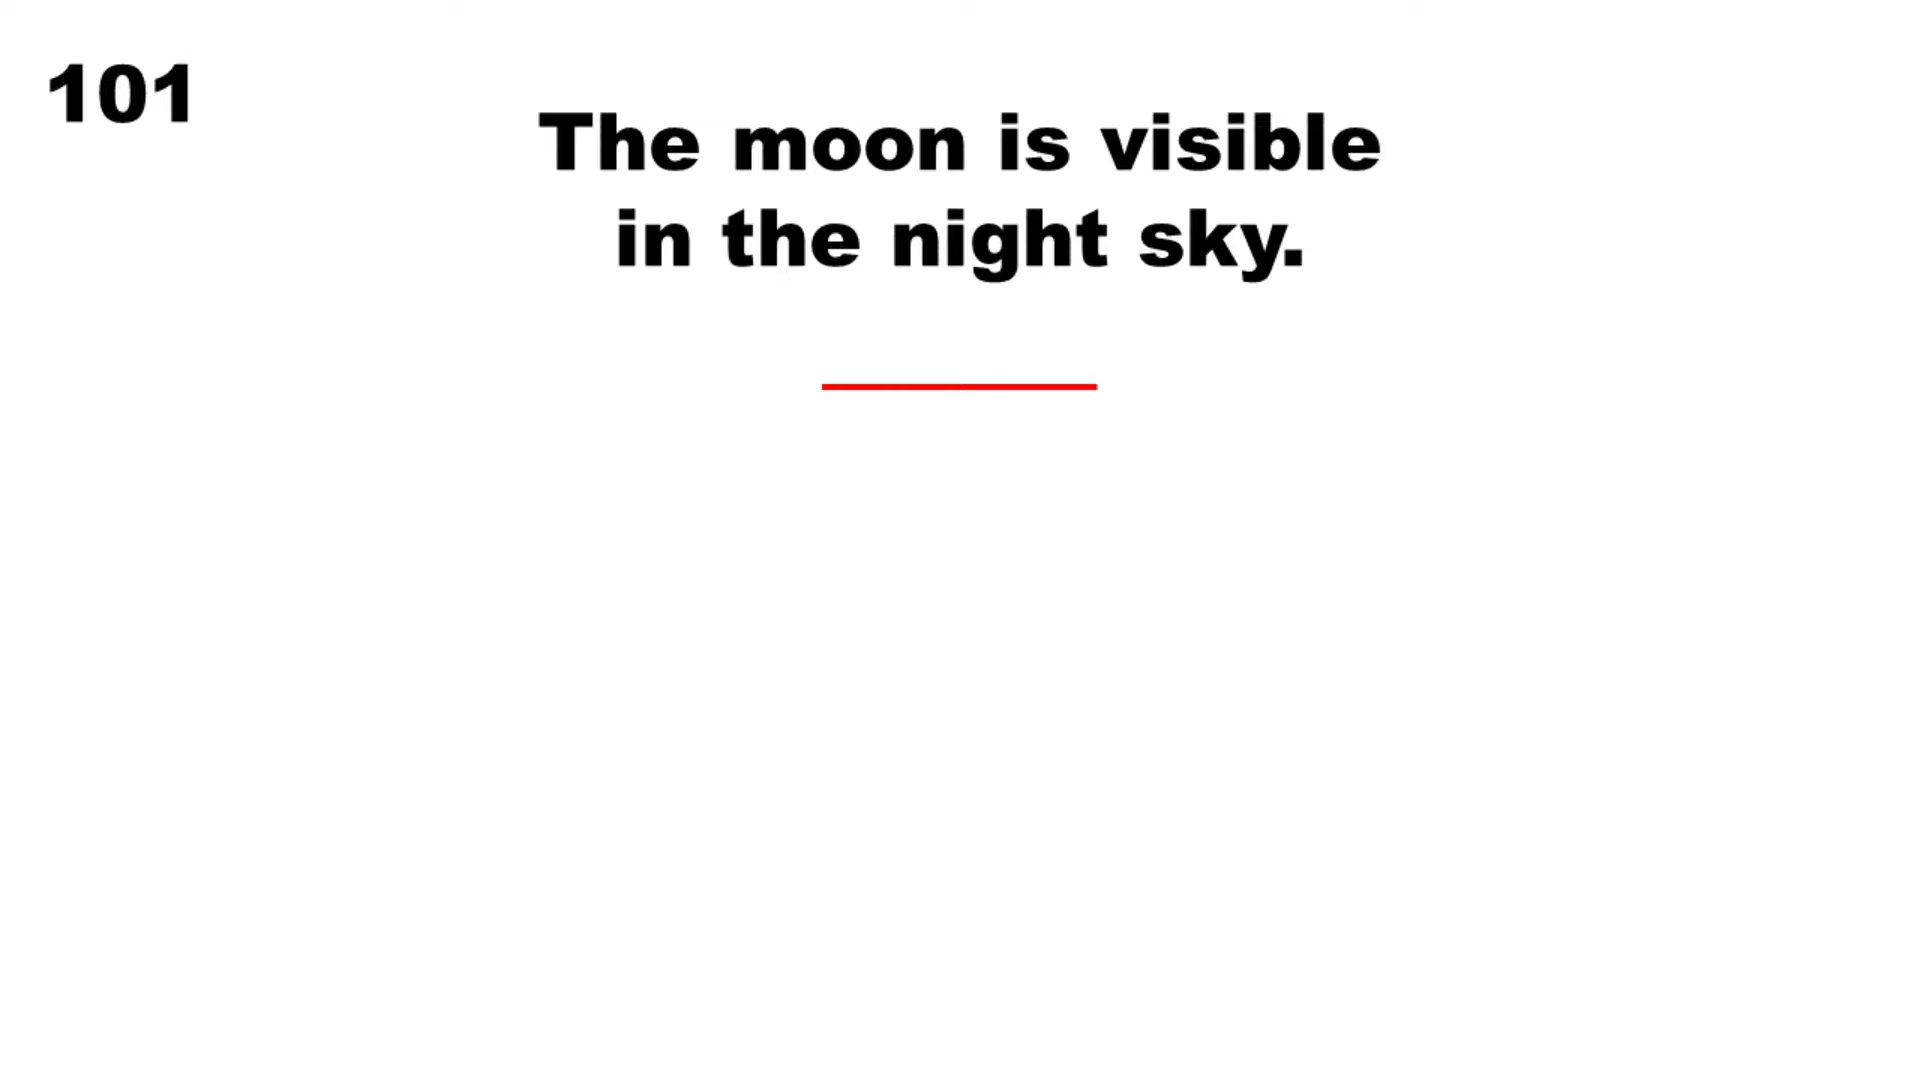 101
The moon is visible
in the night sky.